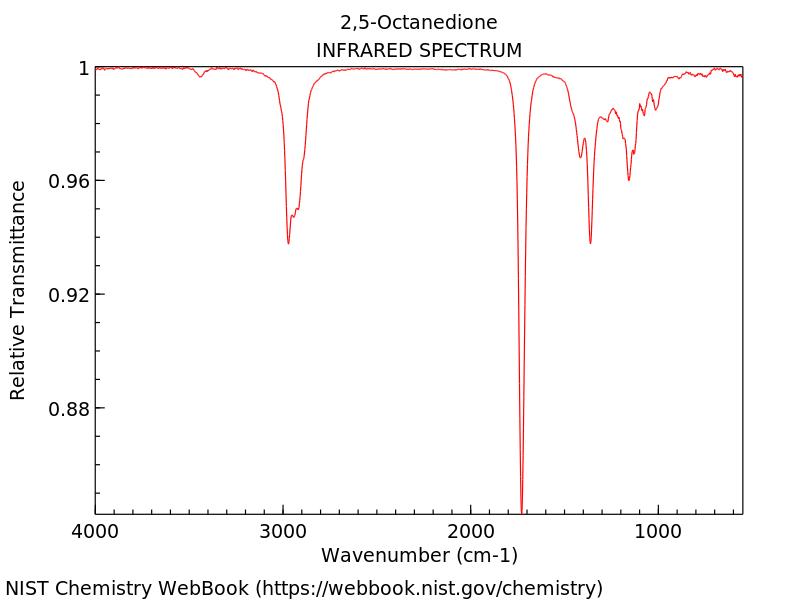 2,5-Octanedione
INFRARED SPECTRUM
1
0.96
0.92
0.88
Relative Transmittance
4000 3000 2000 1000
Wavenumber (cm-1)
NIST Chemistry WebBook (https://webbook.nist.gov/chemistry)